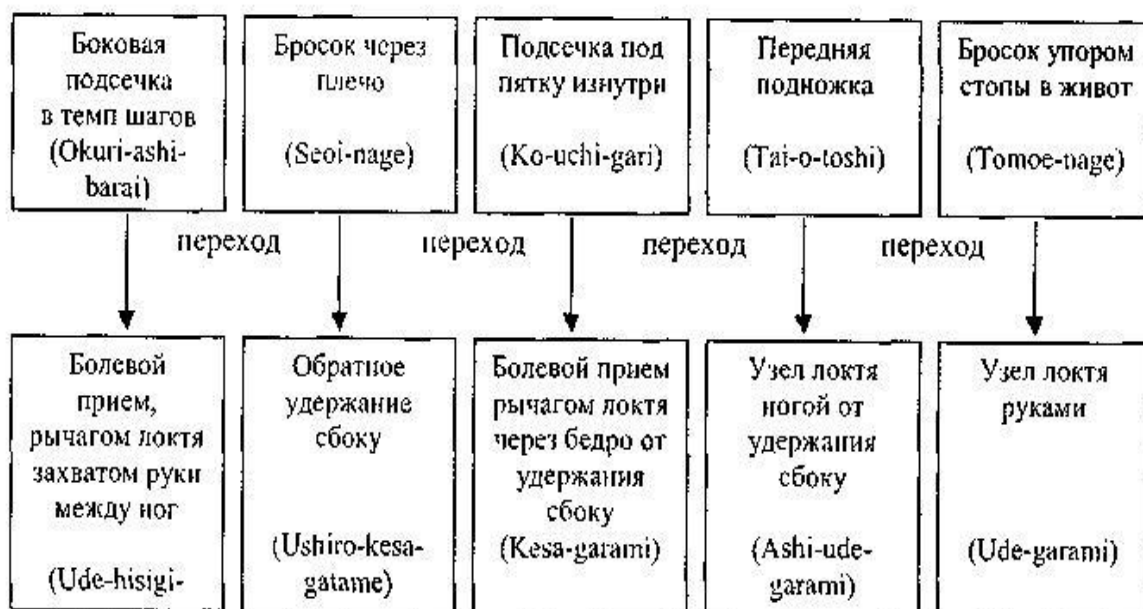 Боковая
подсечка
в темп шагов
(Okuri-ashi-
barai)
Бросок через
плечо
(Seoi-nage)
Подсечка под
пятку изнутри
(Ko-uchi-gari)
Передняя
подножка
(Tai-o-toshi)
Бросок упором
стопы в живот
(Tomoe-nage)
переход
переход
переход
переход
Болевой
прием,
рычагом локтя
захватом руки
между ног
(Ude-hisigi-
Обратное
удержание
сбоку
(Ushiro-kesa-
gatame)
Болевой прием
рычагом локтя
через бедро от
удержания
сбоку
(Kesa-garami)
Узел локтя
ногой от
удержания
сбоку
(Ashi-ude-
garami)
Узел локтя
руками
(Ude-garami)